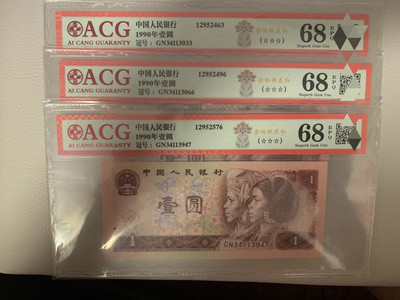 ACG
AI CANG GUARANTY
中国人民银行
1990年壹圆
冠号：GN34113033
12952463
(☆☆☆)
68 EPQ
Superb Gem Unc
ACG
AI CANG GUARANTY
中国人民银行
1990年壹圆
冠号：GN34113066
12952496
(☆☆☆)
68 EPQ
Superb Gem Unc
ACG
AI CANG GUARANTY
中国人民银行
1990年壹圆
冠号：GN34113947
12952576
(☆☆☆)
68 EPQ
Superb Gem Unc
中国人民银行
壹圆
1
1
GN34113947